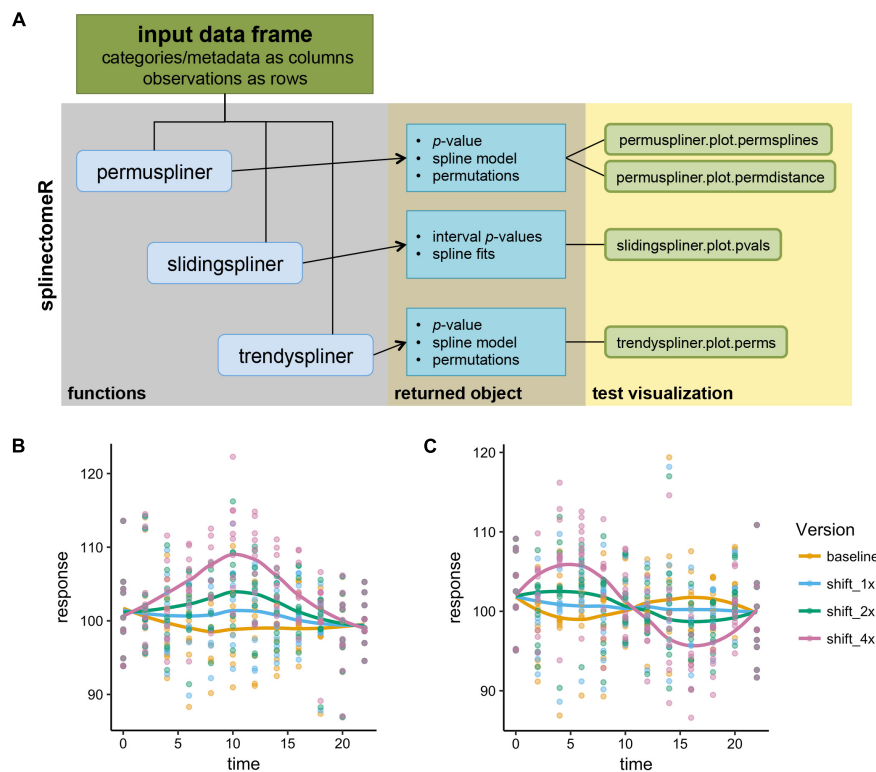 A
input data frame
categories/metadata as columns
observations as rows
splinectomeR
permuspliner
• p-value
• spline model
• permutations
permuspliner.plot.permsplines
permuspliner.plot.permdistance
slidingspliner
• interval p-values
• spline fits
slidingspliner.plot.pvals
trendyspliner
• p-value
• spline model
• permutations
trendyspliner.plot.perms
functions
returned object
test visualization
B
response
120
110
100
90
0 5 10 15 20
time
C
response
120
110
100
90
0 5 10 15 20
time
Version
baseline
shift_1x
shift_2x
shift_4x